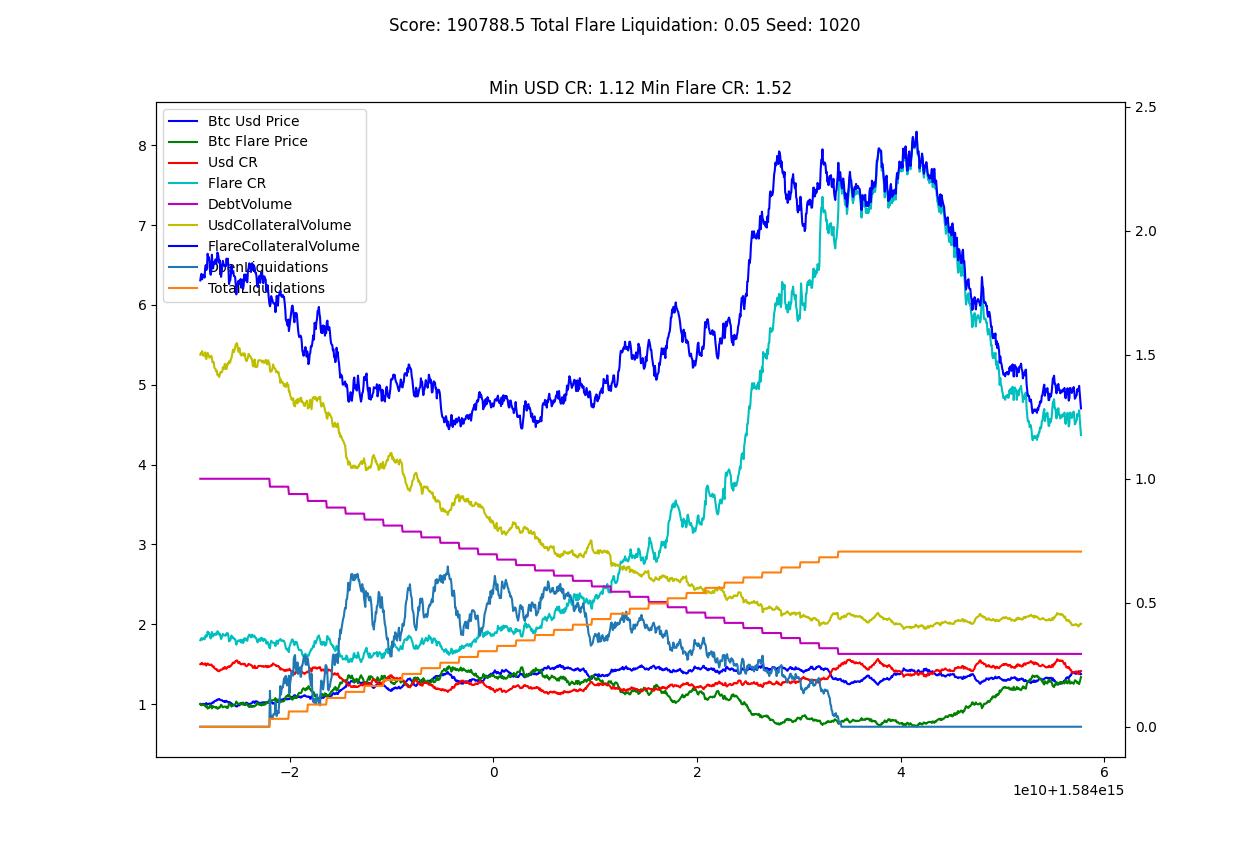 Score: 190788.5 Total Flare Liquidation: 0.05 Seed: 1020
Min USD CR: 1.12 Min Flare CR: 1.52
Btc Usd Price
Btc Flare Price
Usd CR
Flare CR
DebtVolume
UsdCollateralVolume
FlareCollateralVolume
OpenLiquidations
TotalLiquidations
8
7
6
5
4
3
2
1
2.5
2.0
1.5
1.0
0.5
0.0
−2
0
2
4
6
1e10+1.584e15